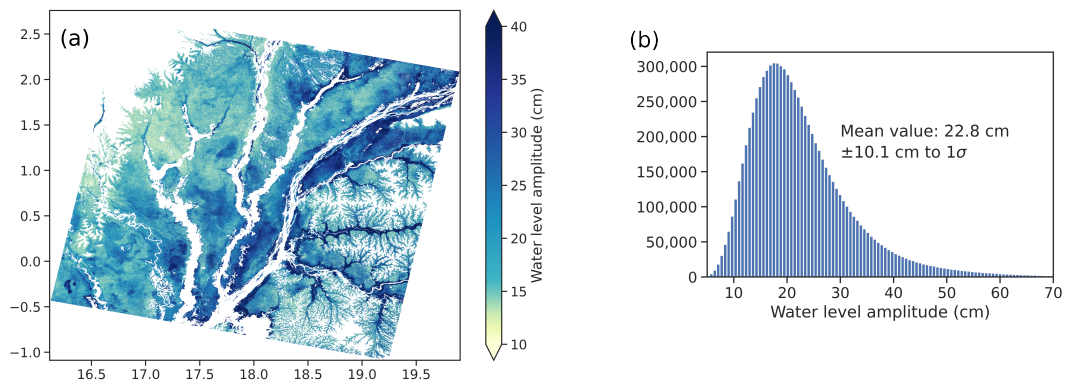 (a)
2.5
2.0
1.5
1.0
0.5
0.0
−0.5
−1.0
16.5 17.0 17.5 18.0 18.5 19.0 19.5
40
35
30
25
20
15
10
Water level amplitude (cm)
(b)
300,000
250,000
200,000
150,000
100,000
50,000
0
Mean value: 22.8 cm
±10.1 cm to 1σ
10 20 30 40 50 60 70
Water level amplitude (cm)